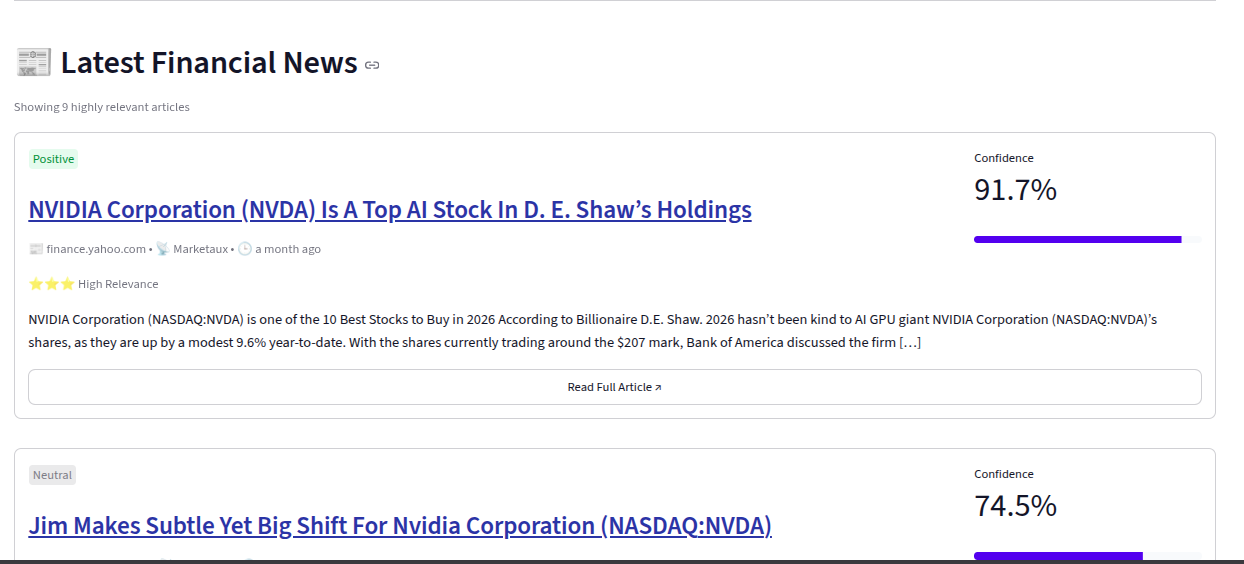 Latest Financial News
Showing 9 highly relevant articles
Positive
Confidence
91.7%
NVIDIA Corporation (NVDA) Is A Top AI Stock In D. E. Shaw’s Holdings
finance.yahoo.com • Marketaux • a month ago
High Relevance
NVIDIA Corporation (NASDAQ:NVDA) is one of the 10 Best Stocks to Buy in 2026 According to Billionaire D.E. Shaw. 2026 hasn’t been kind to AI GPU giant NVIDIA Corporation (NASDAQ:NVDA)’s
shares, as they are up by a modest 9.6% year-to-date. With the shares currently trading around the $207 mark, Bank of America discussed the firm […]
Read Full Article ↗
Neutral
Confidence
74.5%
Jim Makes Subtle Yet Big Shift For Nvidia Corporation (NASDAQ:NVDA)